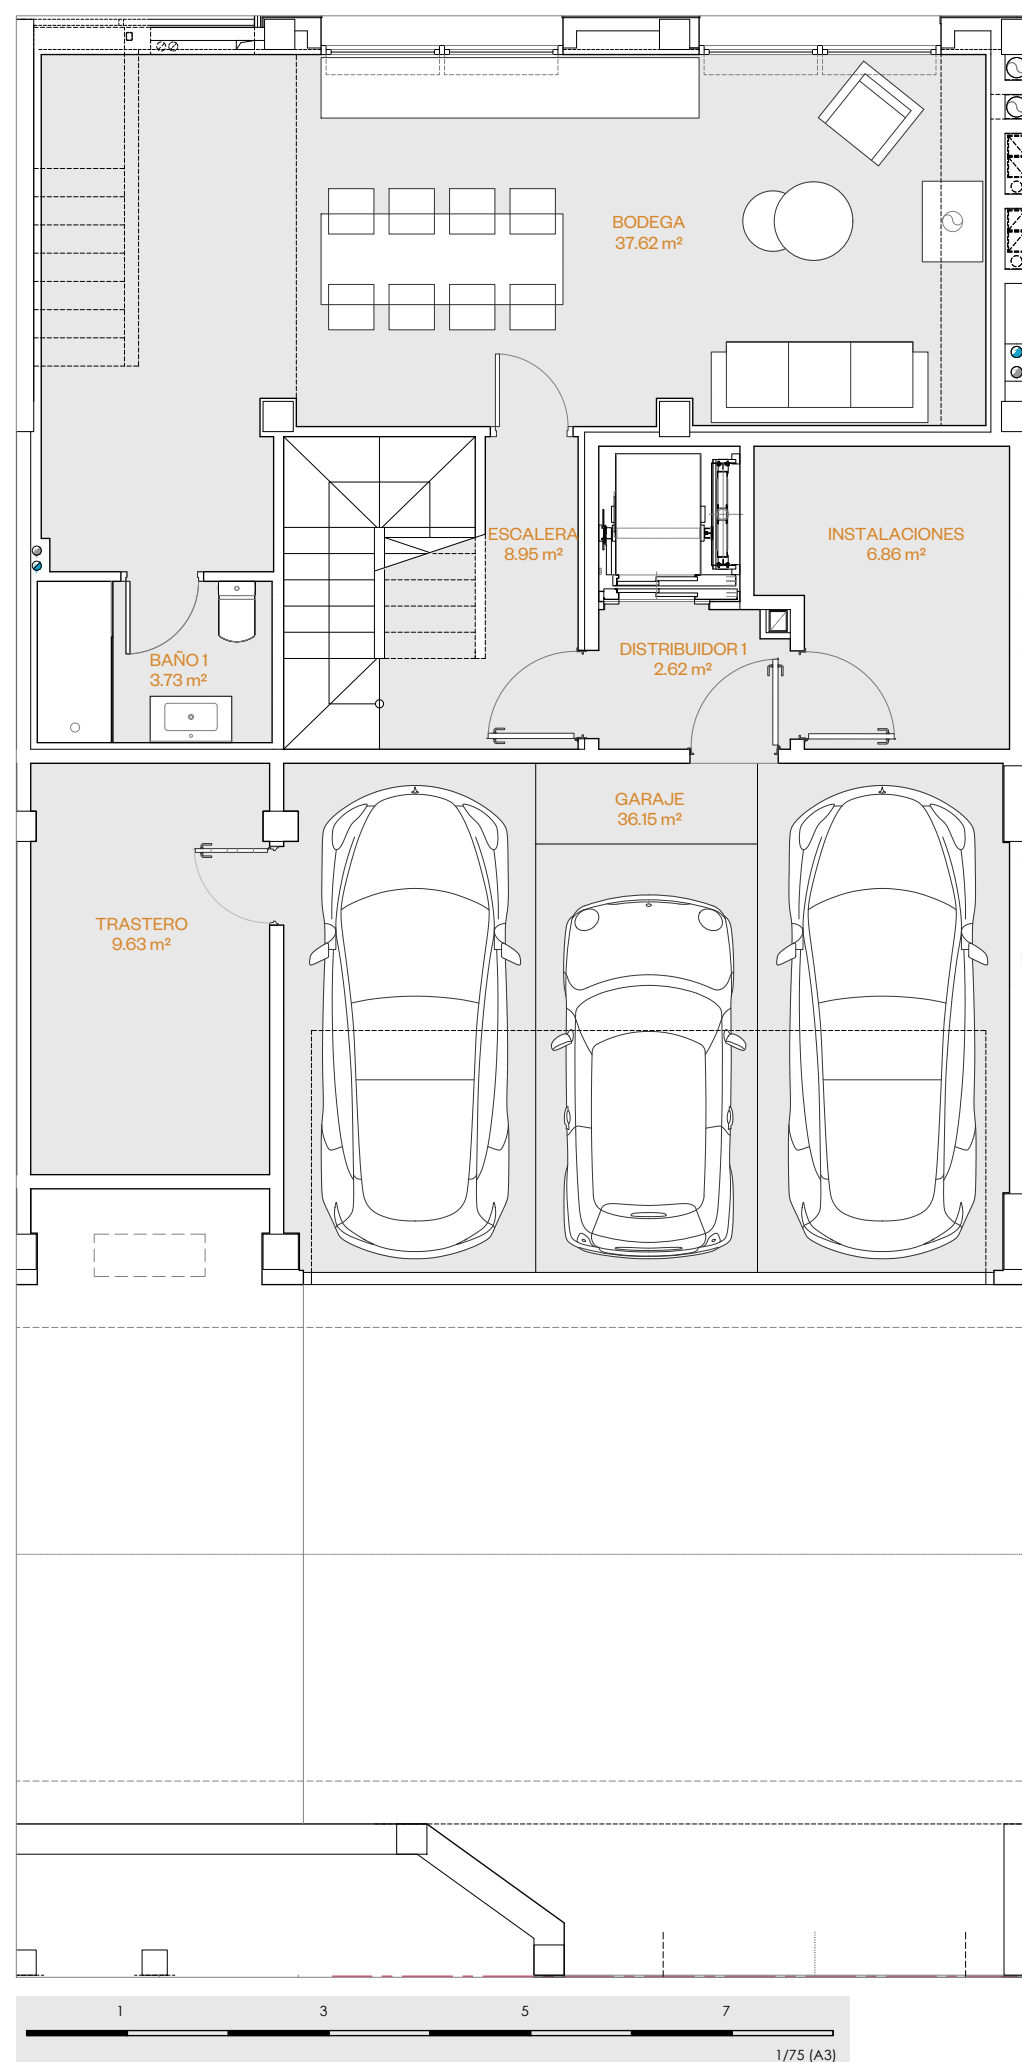 BODEGA
37.62 m²
ESCALERA
8.95 m²
INSTALACIONES
6.86 m²
BAÑO 1
3.73 m²
DISTRIBUIDOR 1
2.62 m²
GARAJE
36.15 m²
TRASTERO
9.63 m²
1 3 5 7
1/75 (A3)